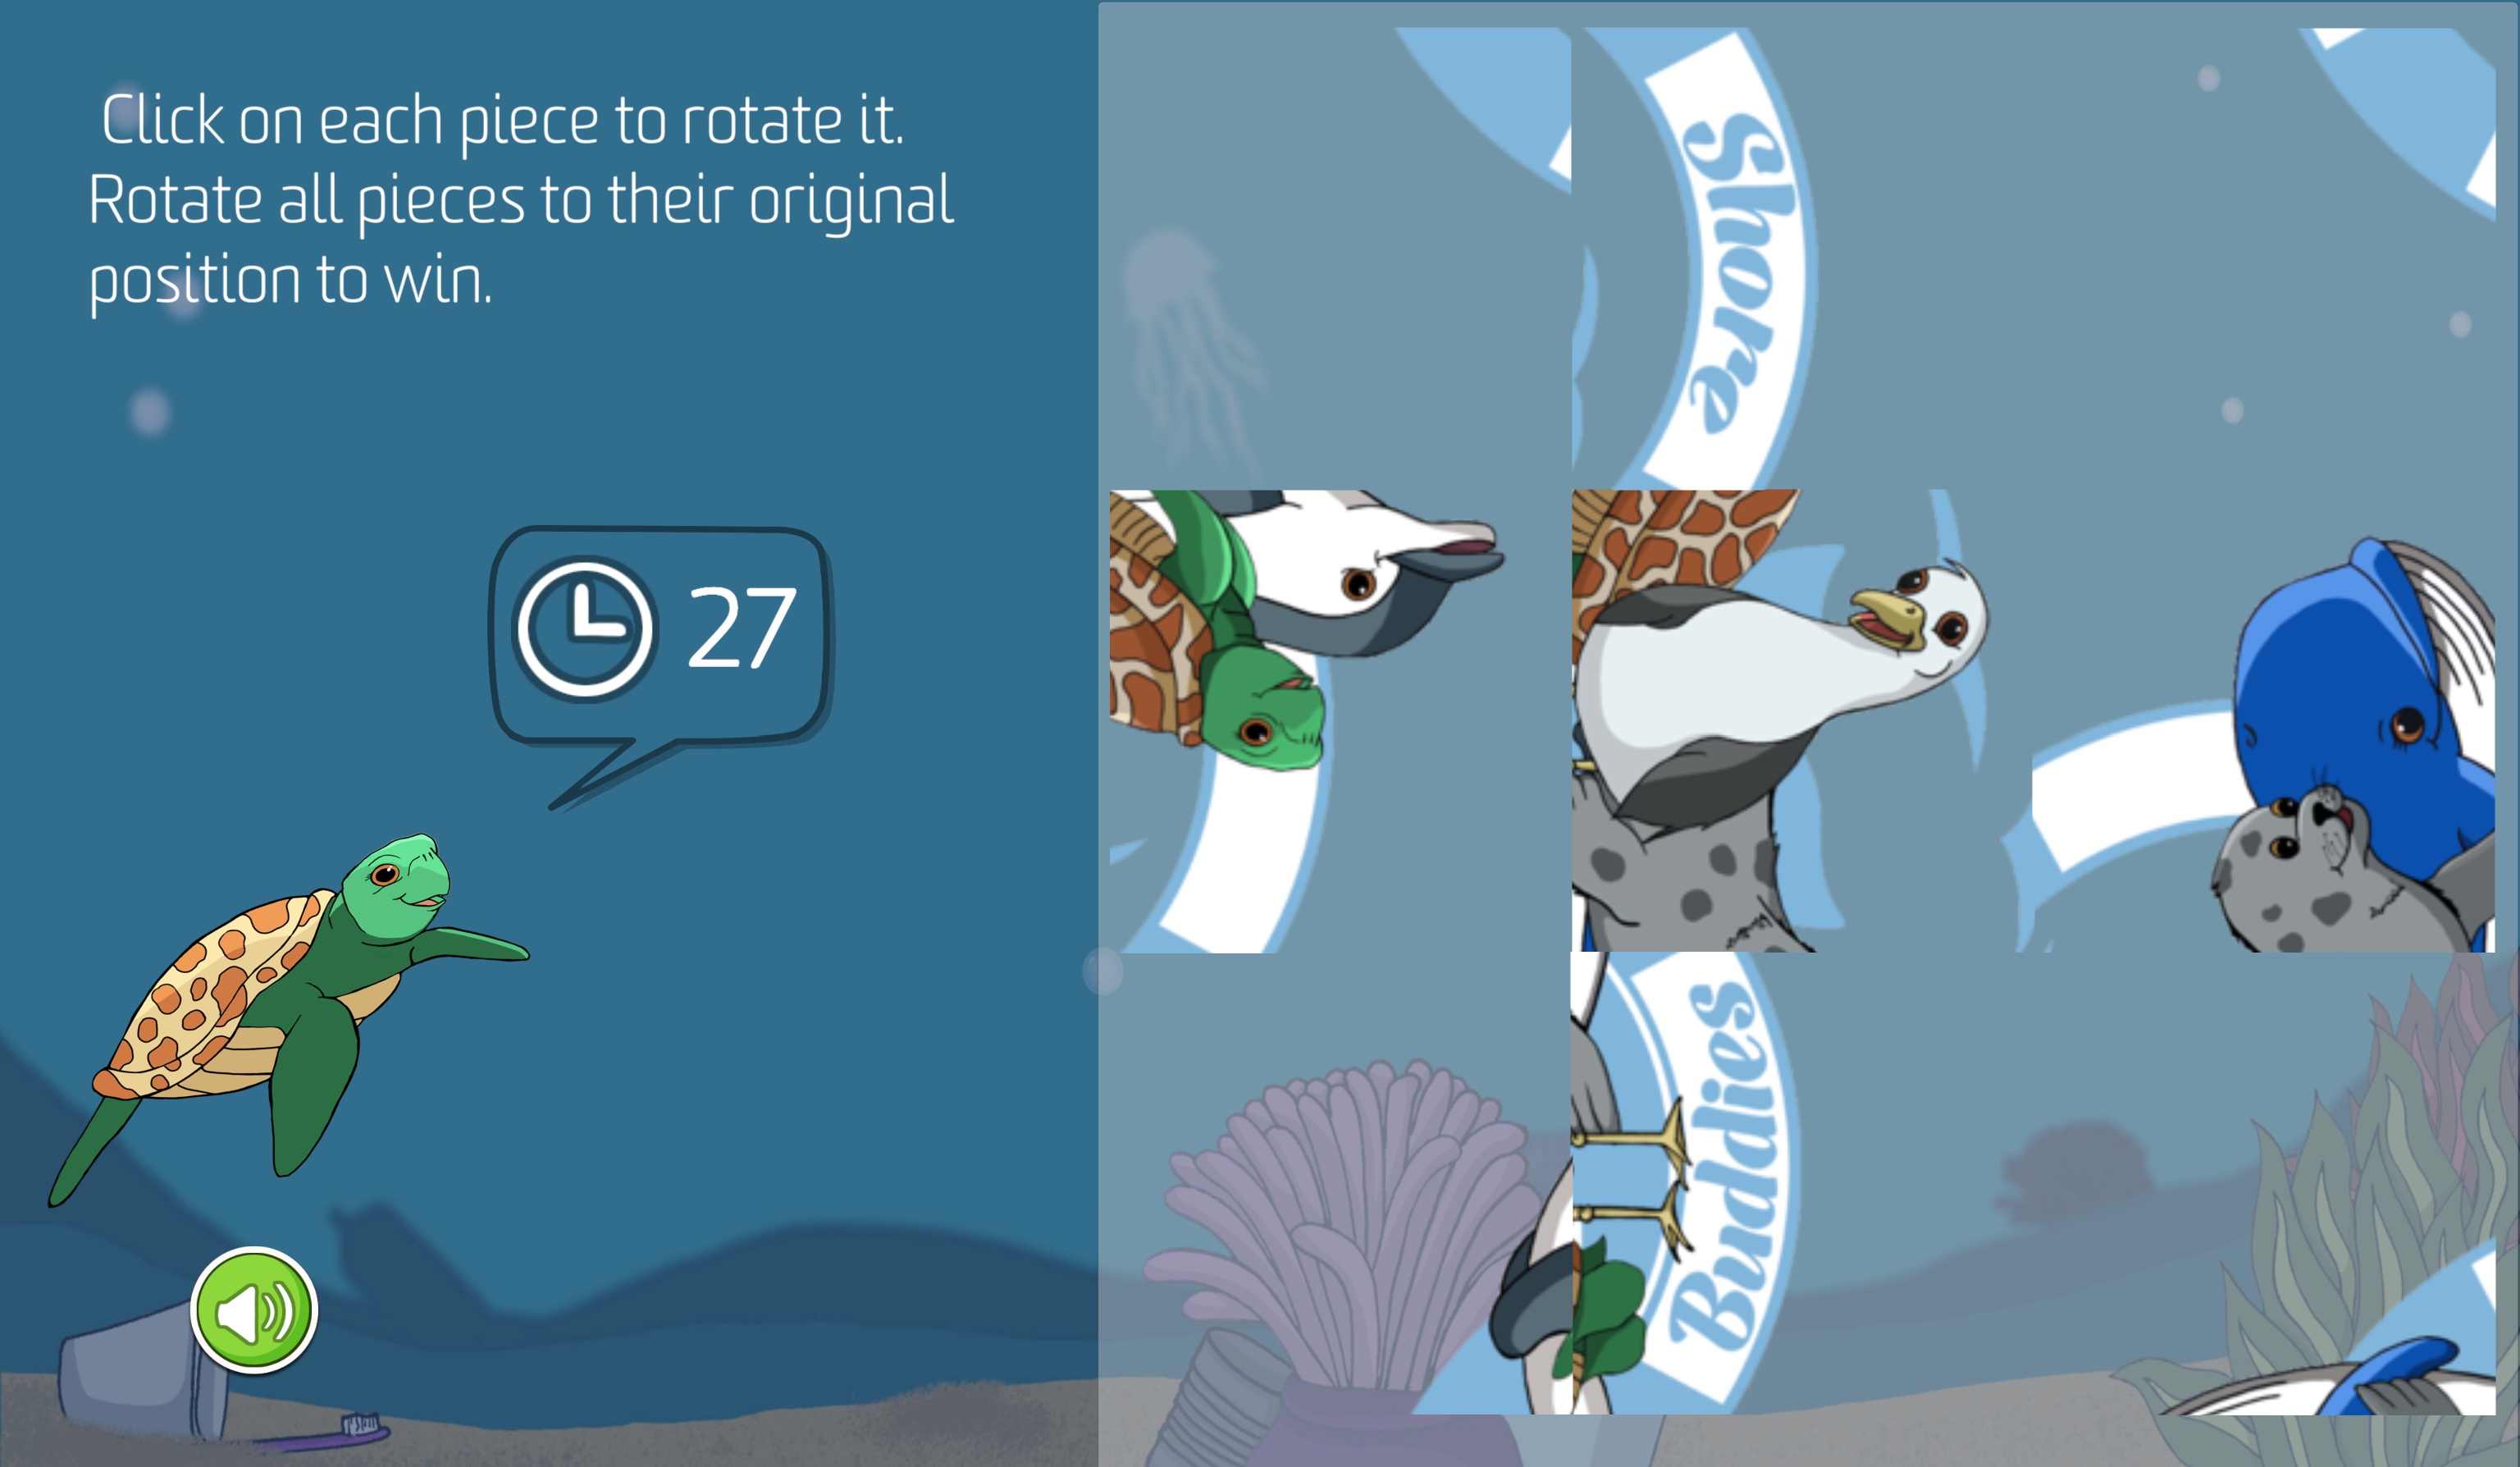 Click on each piece to rotate it.
Rotate all pieces to their original
position to win.
Shore
27
Buddies